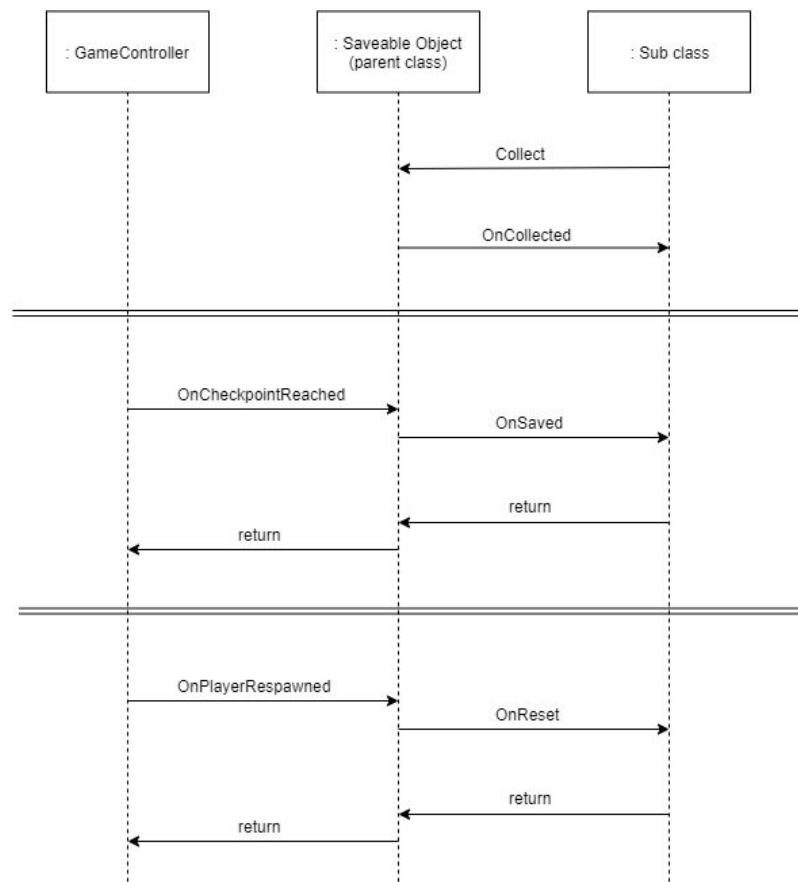 : GameController
: Saveable Object
(parent class)
: Sub class
Collect
OnCollected
OnCheckpointReached
OnSaved
return
return
OnPlayerRespawned
OnReset
return
return